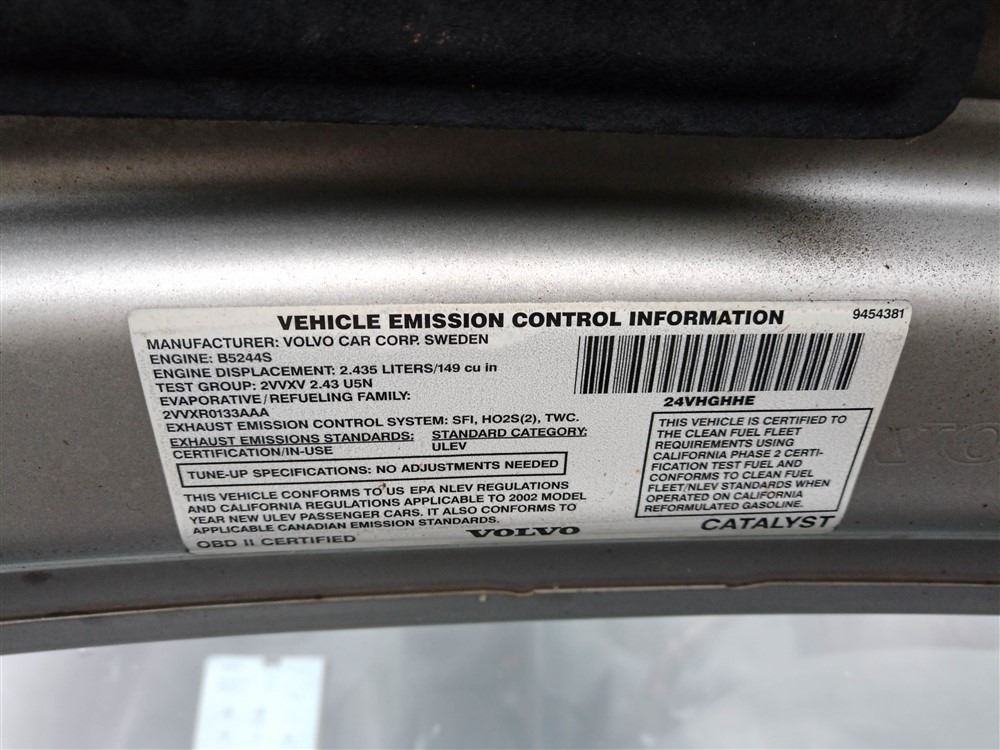 VEHICLE EMISSION CONTROL INFORMATION
9454381
MANUFACTURER: VOLVO CAR CORP. SWEDEN
ENGINE: B5244S
ENGINE DISPLACEMENT: 2.435 LITERS/149 cu in
TEST GROUP: 2VVXV 2.43 U5N
EVAPORATIVE / REFUELING FAMILY:
2VVXR0133AAA
EXHAUST EMISSION CONTROL SYSTEM: SFI, HO2S(2), TWC.
EXHAUST EMISSIONS STANDARDS: STANDARD CATEGORY:
CERTIFICATION/IN-USE ULEV
TUNE-UP SPECIFICATIONS: NO ADJUSTMENTS NEEDED
THIS VEHICLE CONFORMS TO US EPA NLEV REGULATIONS
AND CALIFORNIA REGULATIONS APPLICABLE TO 2002 MODEL
YEAR NEW ULEV PASSENGER CARS. IT ALSO CONFORMS TO
APPLICABLE CANADIAN EMISSION STANDARDS.
OBD II CERTIFIED
VOLVO
24VHGHHE
THIS VEHICLE IS CERTIFIED TO
THE CLEAN FUEL FLEET
REQUIREMENTS USING
CALIFORNIA PHASE 2 CERTI-
FICATION TEST FUEL AND
CONFORMS TO CLEAN FUEL
FLEET/NLEV STANDARDS WHEN
OPERATED ON CALIFORNIA
REFORMULATED GASOLINE.
CATALYST